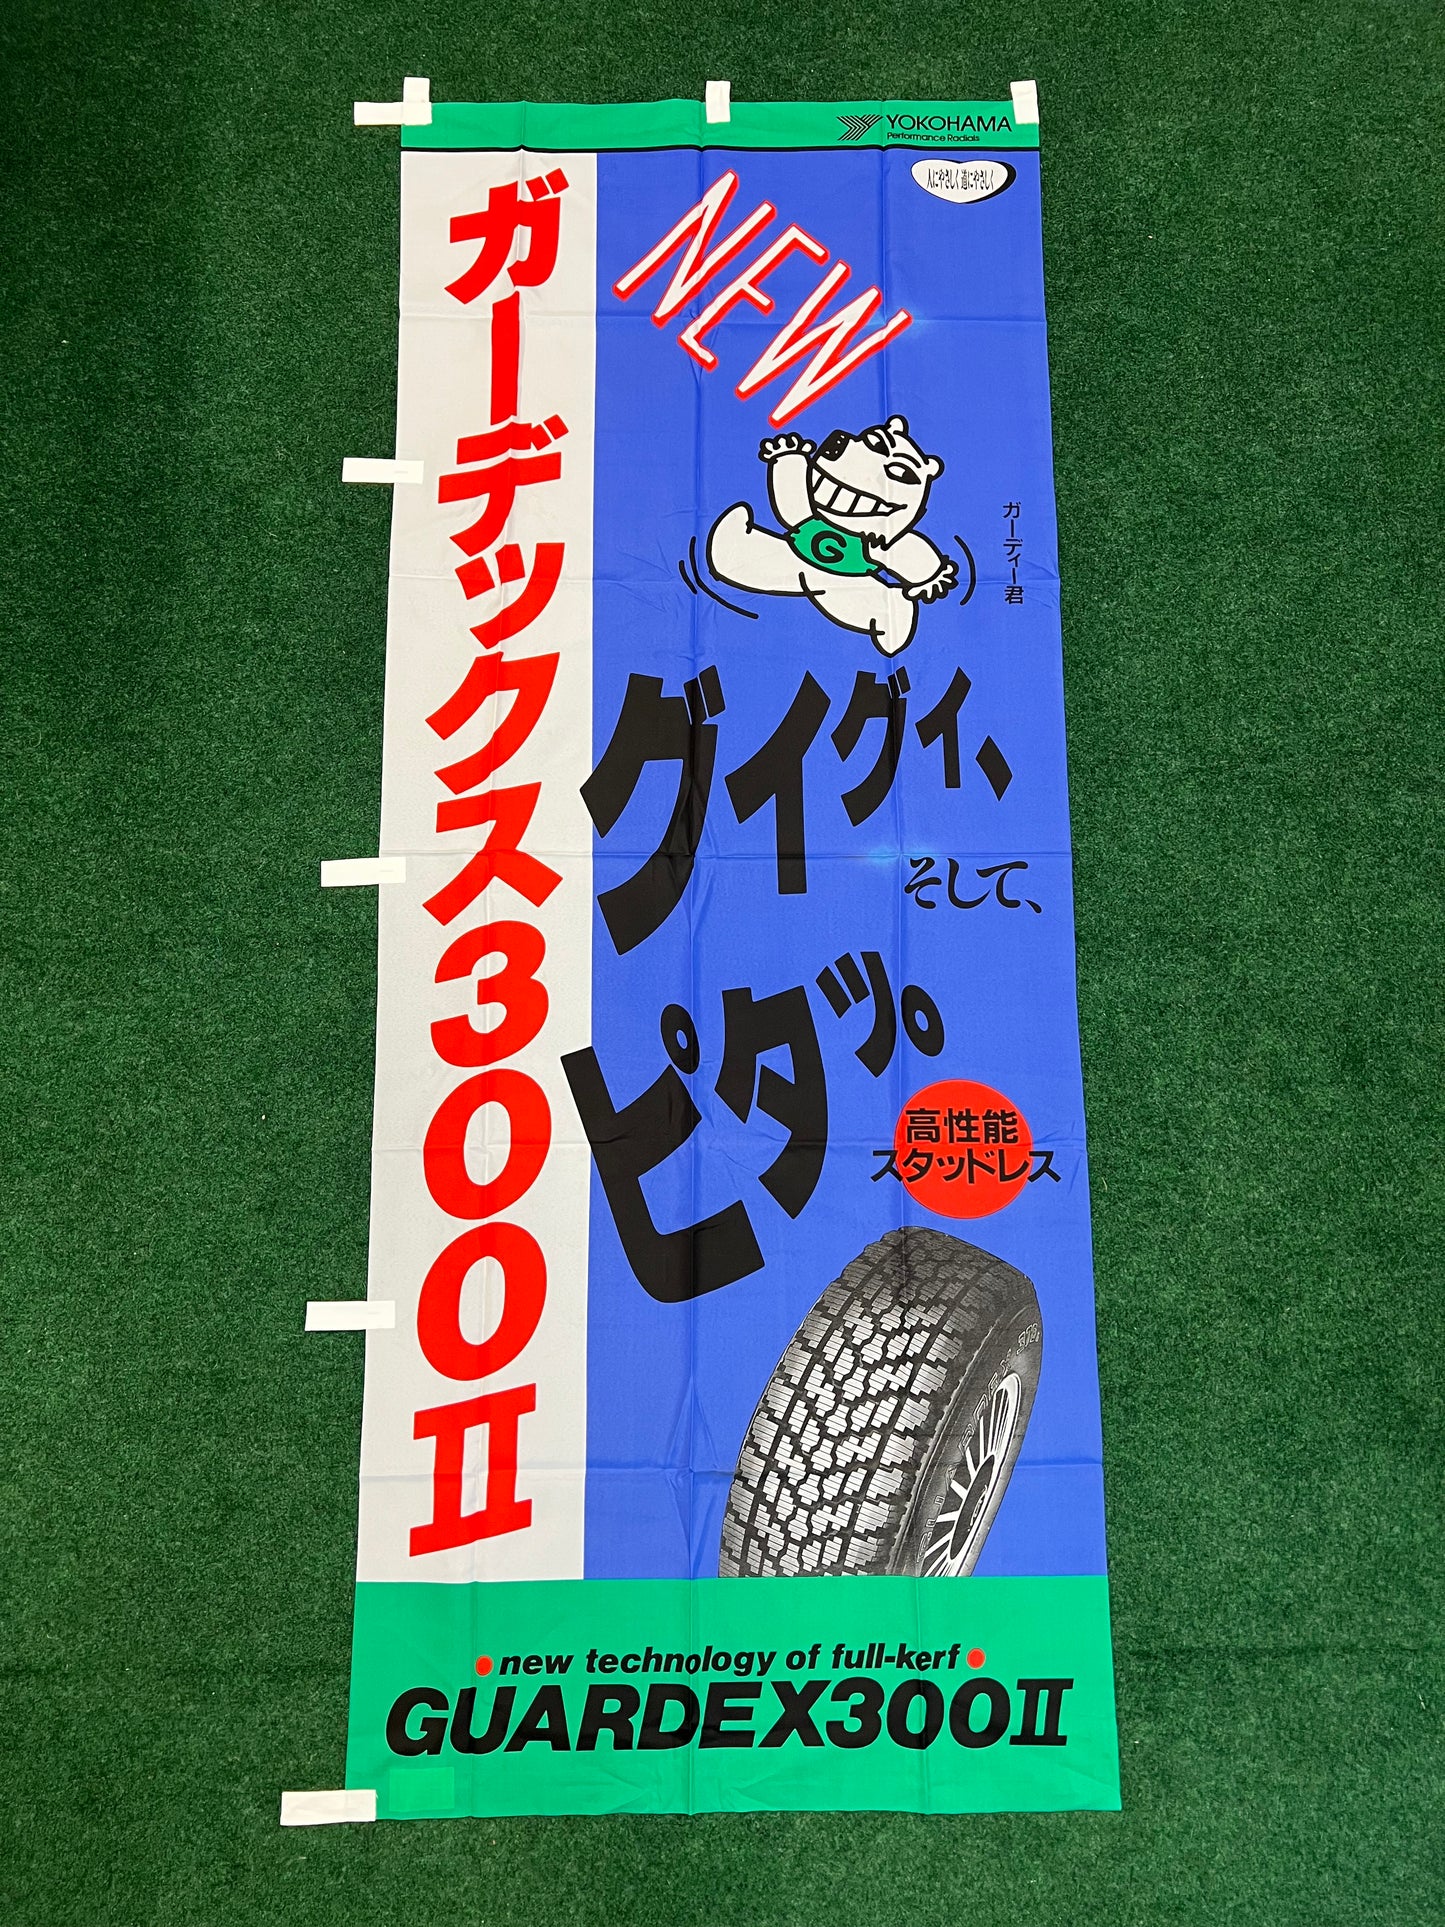 YOKOHAMA
Performance Radials
人にやさしく 道にやさしく
NEW
ガーデックス300II
G
ガーディー君
グイグイ、
そして、
ピタッ。
高性能
スタッドレス
new technology of full-kerf
GUARDEX300II